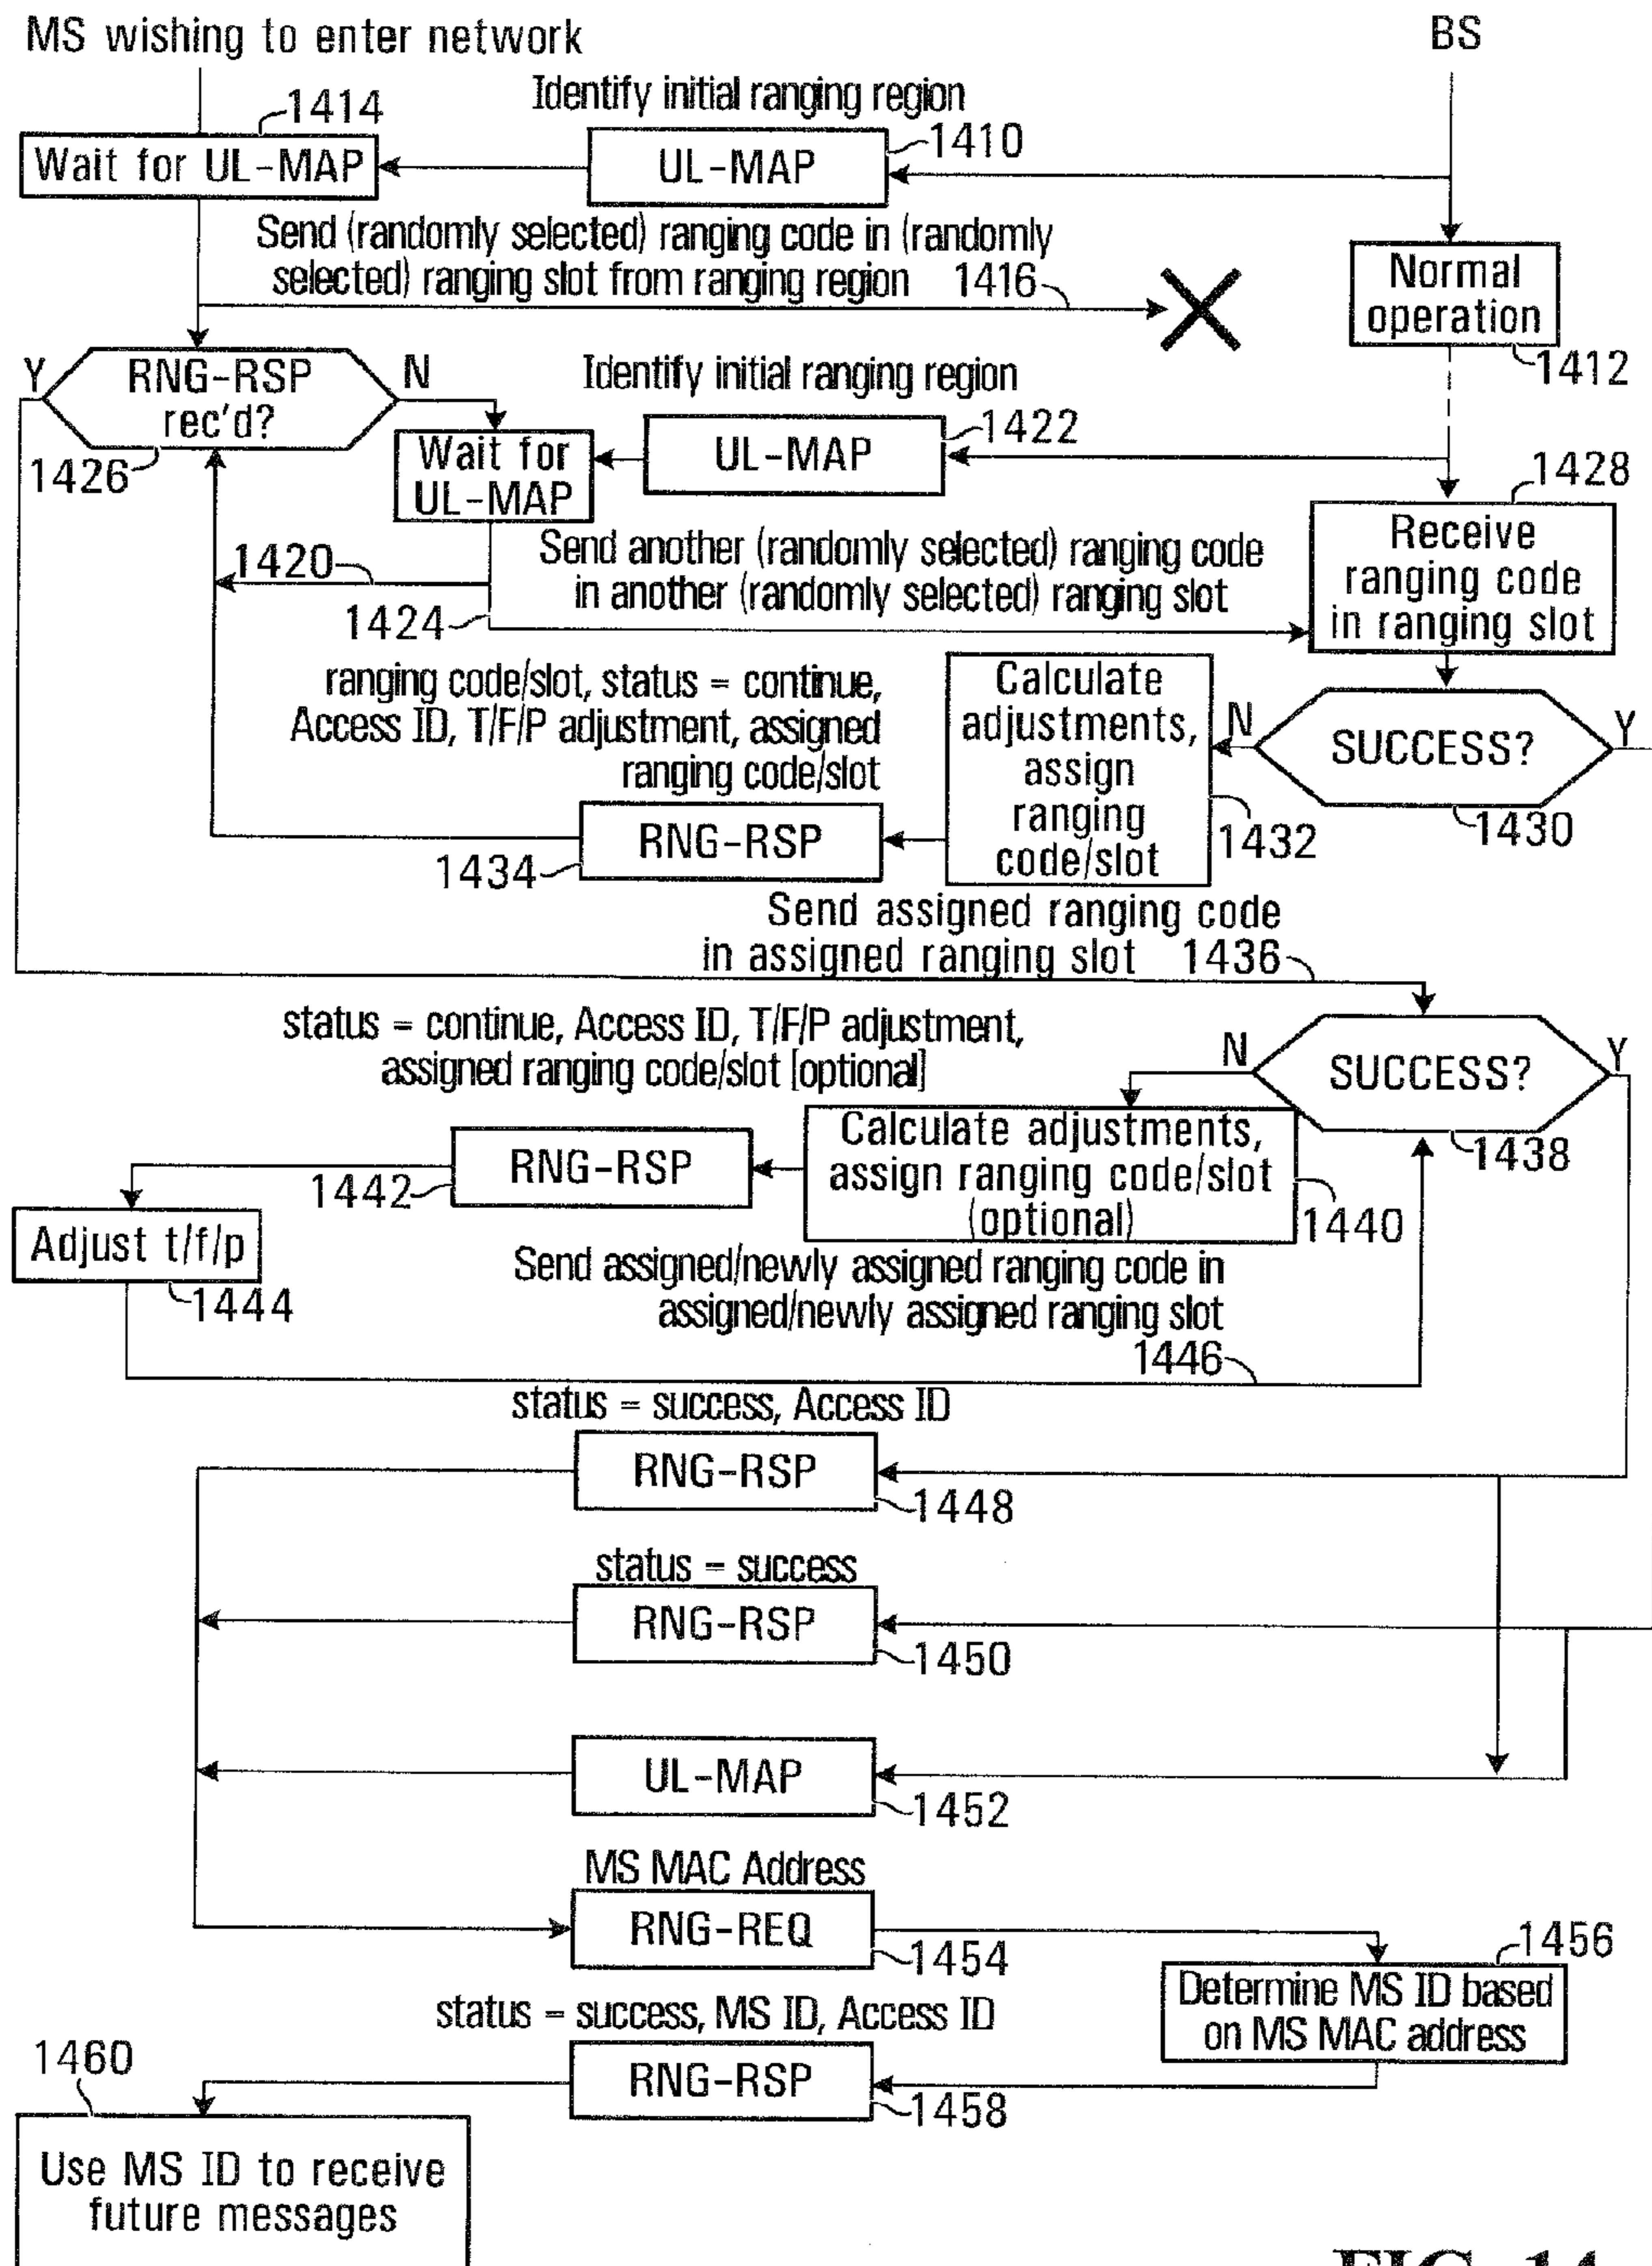 MS wishing to enter network
BS
Identify initial ranging region
1414
1410
Wait for UL-MAP
UL-MAP
Send (randomly selected) ranging code in (randomly
selected) ranging slot from ranging region
1416
Normal
operation
1412
Y
RNG-RSP
rec'd?
N
1426
Identify initial ranging region
Wait for
UL-MAP
UL-MAP
1422
1428
Receive
ranging code
in ranging slot
1420
Send another (randomly selected) ranging code
in another (randomly selected) ranging slot
1424
ranging code/slot, status = continue,
Access ID, T/F/P adjustment, assigned
ranging code/slot
Calculate
adjustments,
assign
ranging
code/slot
1432
N
SUCCESS?
Y
1430
RNG-RSP
1434
Send assigned ranging code
in assigned ranging slot
1436
status = continue, Access ID, T/F/P adjustment,
assigned ranging code/slot [optional]
N
SUCCESS?
Y
1438
RNG-RSP
1442
Calculate adjustments,
assign ranging code/slot
(optional)
1440
Adjust t/f/p
1444
Send assigned/newly assigned ranging code in
assigned/newly assigned ranging slot
1446
status = success, Access ID
RNG-RSP
1448
status = success
RNG-RSP
1450
UL-MAP
1452
MS MAC Address
RNG-REQ
1454
1456
Determine MS ID based
on MS MAC address
status = success, MS ID, Access ID
RNG-RSP
1458
1460
Use MS ID to receive
future messages
FIG. 14